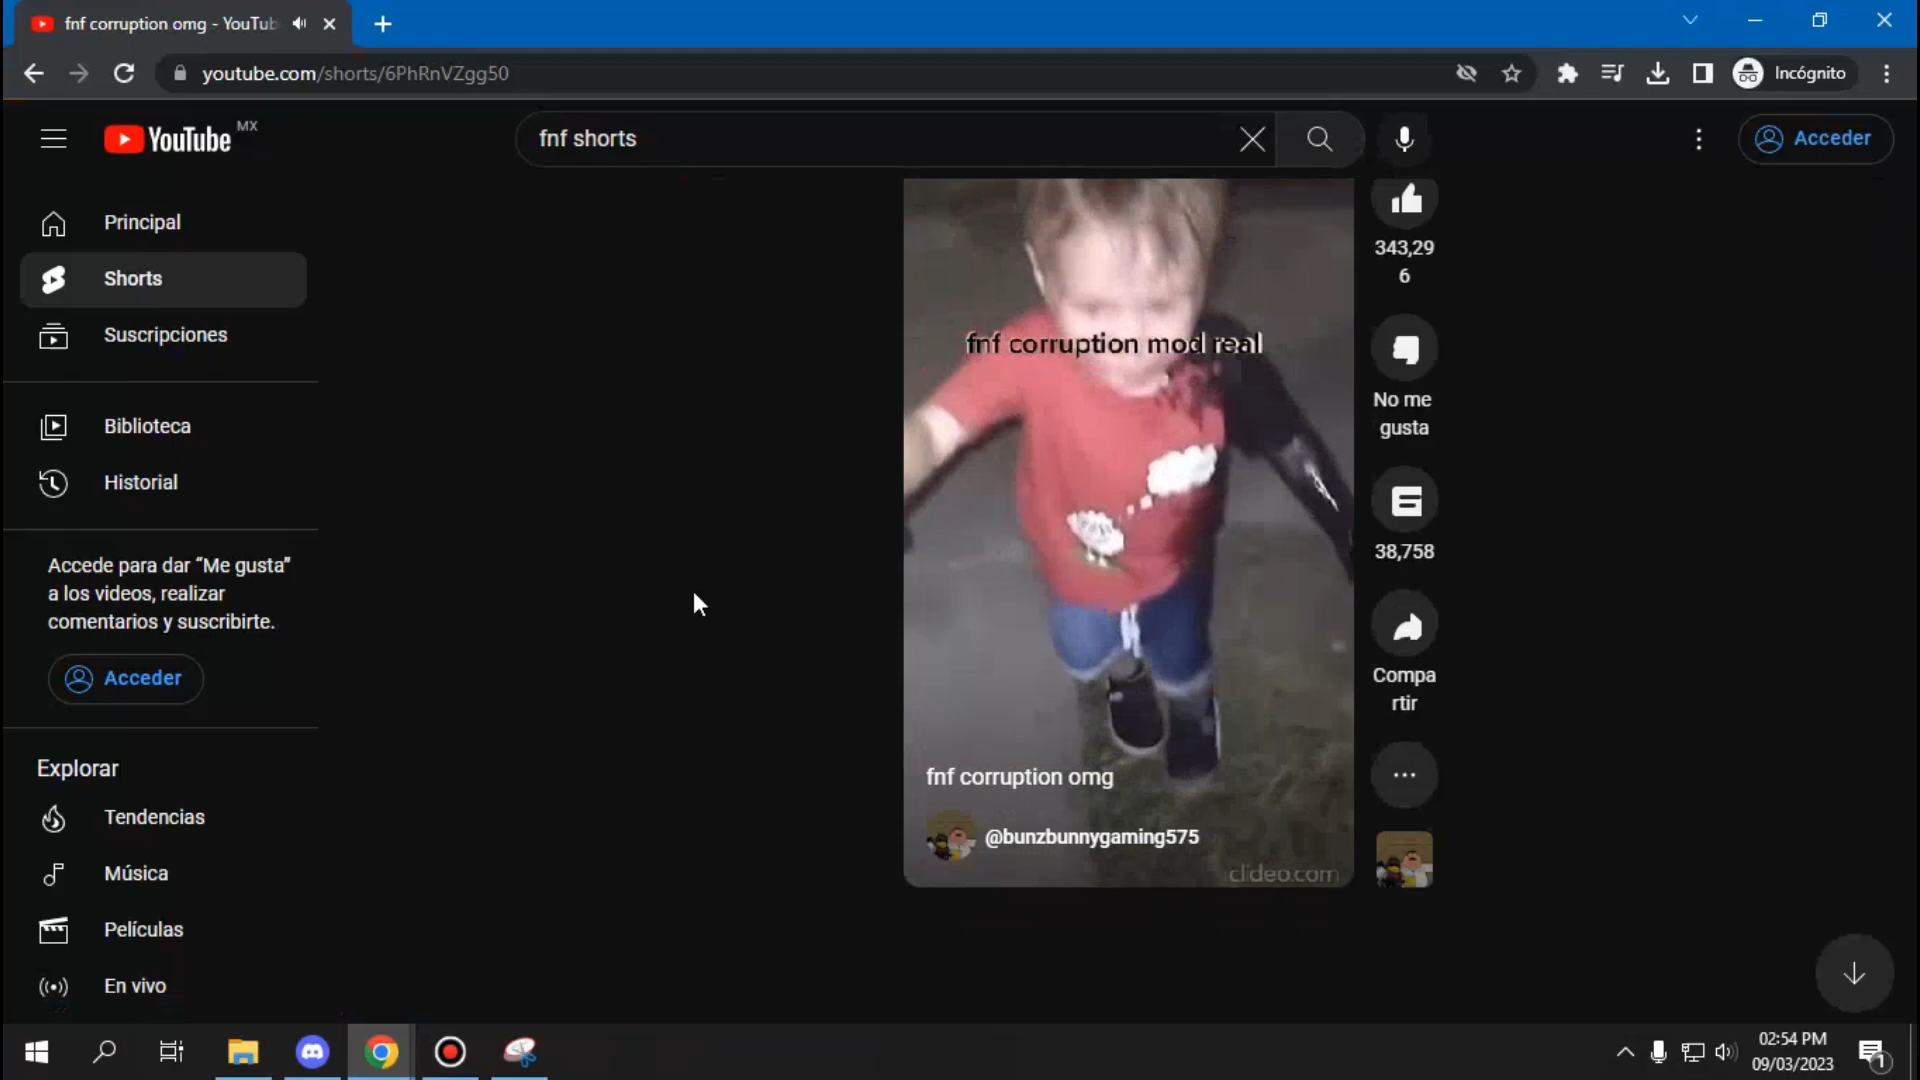 fnf corruption omg - YouTub
youtube.com/shorts/6PhRnVZgg50
Incógnito
YouTube MX
fnf shorts
Acceder
Principal
Shorts
Suscripciones
Biblioteca
Historial
Accede para dar “Me gusta”
a los videos, realizar
comentarios y suscribirte.
Acceder
Explorar
Tendencias
Música
Películas
En vivo
fnf corruption mod real
fnf corruption omg
@bunzbunnygaming575
clideo.com
343,29
6
No me
gusta
38,758
Compa
rtir
02:54 PM
09/03/2023
1